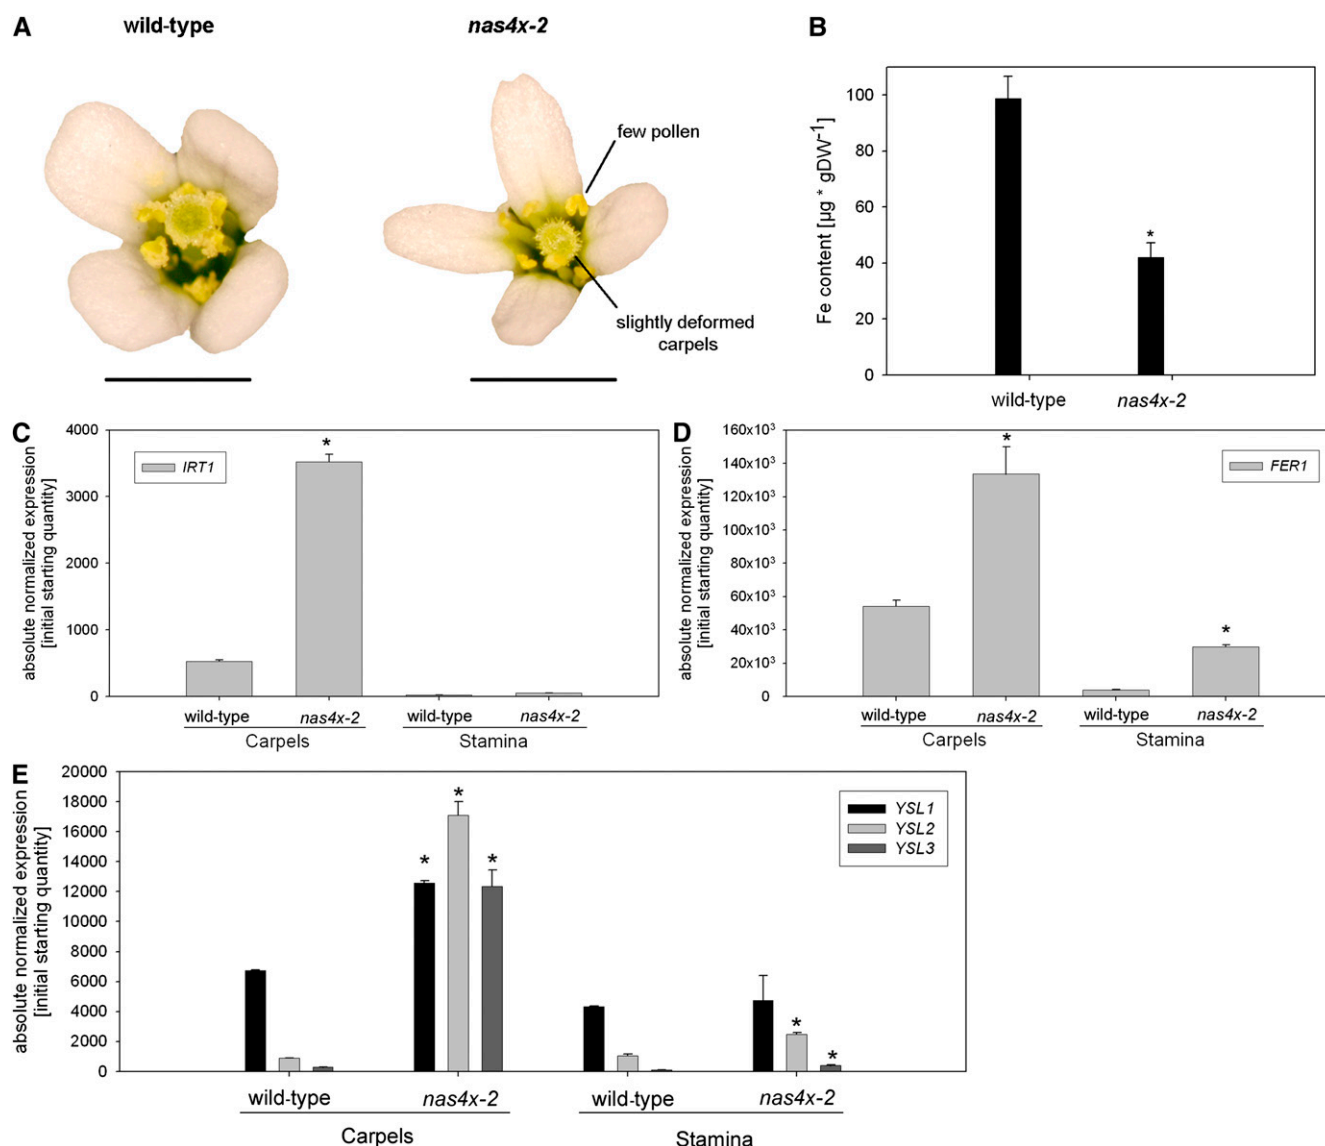 A
wild-type
nas4x-2
few pollen
slightly deformed
carpels
B
Fe content [µg * gDW⁻¹]
100
80
60
40
20
0
*
wild-type
nas4x-2
C
absolute normalized expression
[initial starting quantity]
4000
3000
2000
1000
0
IRT1
*
wild-type
nas4x-2
wild-type
nas4x-2
Carpels
Stamina
D
absolute normalized expression
[initial starting quantity]
160x10³
140x10³
120x10³
100x10³
80x10³
60x10³
40x10³
20x10³
0
FER1
*
*
wild-type
nas4x-2
wild-type
nas4x-2
Carpels
Stamina
E
absolute normalized expression
[initial starting quantity]
20000
18000
16000
14000
12000
10000
8000
6000
4000
2000
0
YSL1
YSL2
YSL3
*
*
*
*
*
wild-type
nas4x-2
wild-type
nas4x-2
Carpels
Stamina